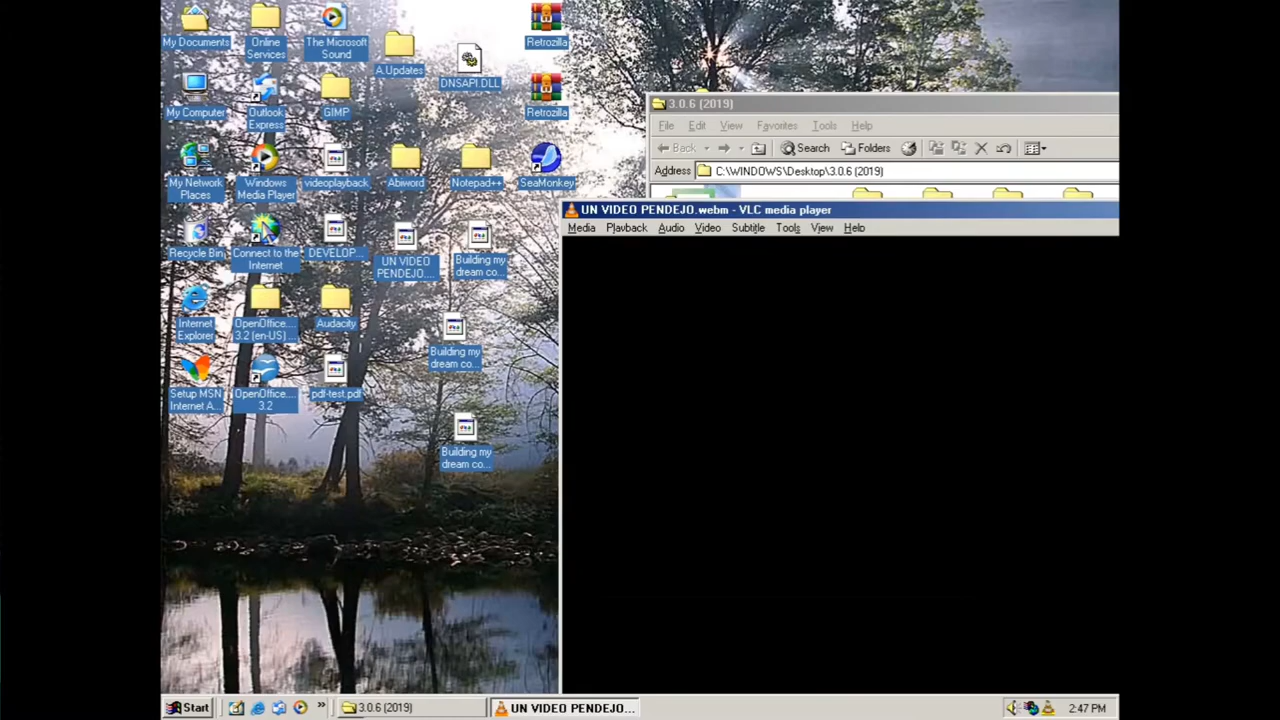 My Documents
Online
Services
The Microsoft
Sound
A.Updates
DNSAPI.DLL
Retrozilla
My Computer
Outlook
Express
GIMP
Retrozilla
My Network
Places
Windows
Media Player
videoplayback
Abiword
Notepad++
SeaMonkey
Recycle Bin
Connect to the
Internet
DEVELOP...
UN VIDEO
PENDEJO....
Building my
dream co...
Internet
Explorer
OpenOffice....
3.2 (en-US) ...
Audacity
Building my
dream co...
Setup MSN
Internet A...
OpenOffice....
3.2
pdf-test.pdf
Building my
dream co...
3.0.6 (2019)
File Edit View Favorites Tools Help
Back Search Folders
Address C:\WINDOWS\Desktop\3.0.6 (2019)
UN VIDEO PENDEJO.webm - VLC media player
Media Playback Audio Video Subtitle Tools View Help
Start » 3.0.6 (2019) UN VIDEO PENDEJO... 2:47 PM